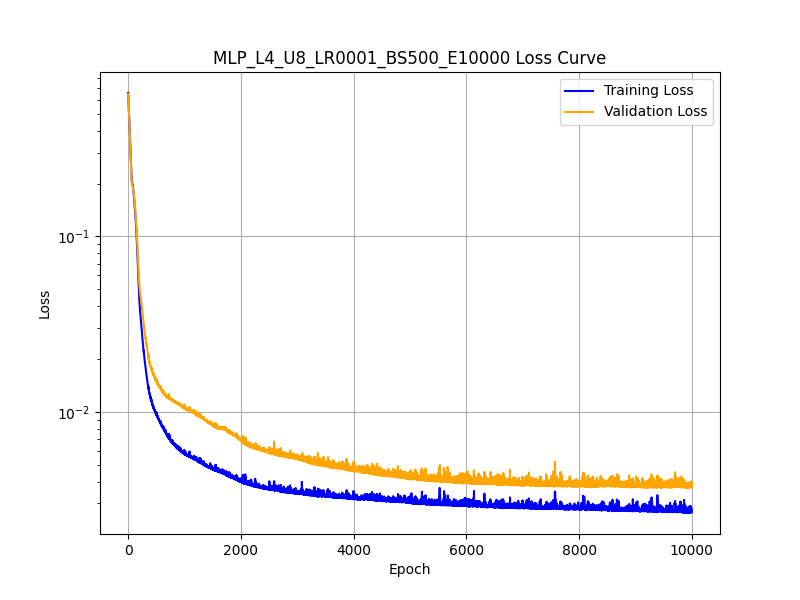 MLP_L4_U8_LR0001_BS500_E10000 Loss Curve
Training Loss
Validation Loss
10⁻¹
10⁻²
Loss
0 2000 4000 6000 8000 10000
Epoch